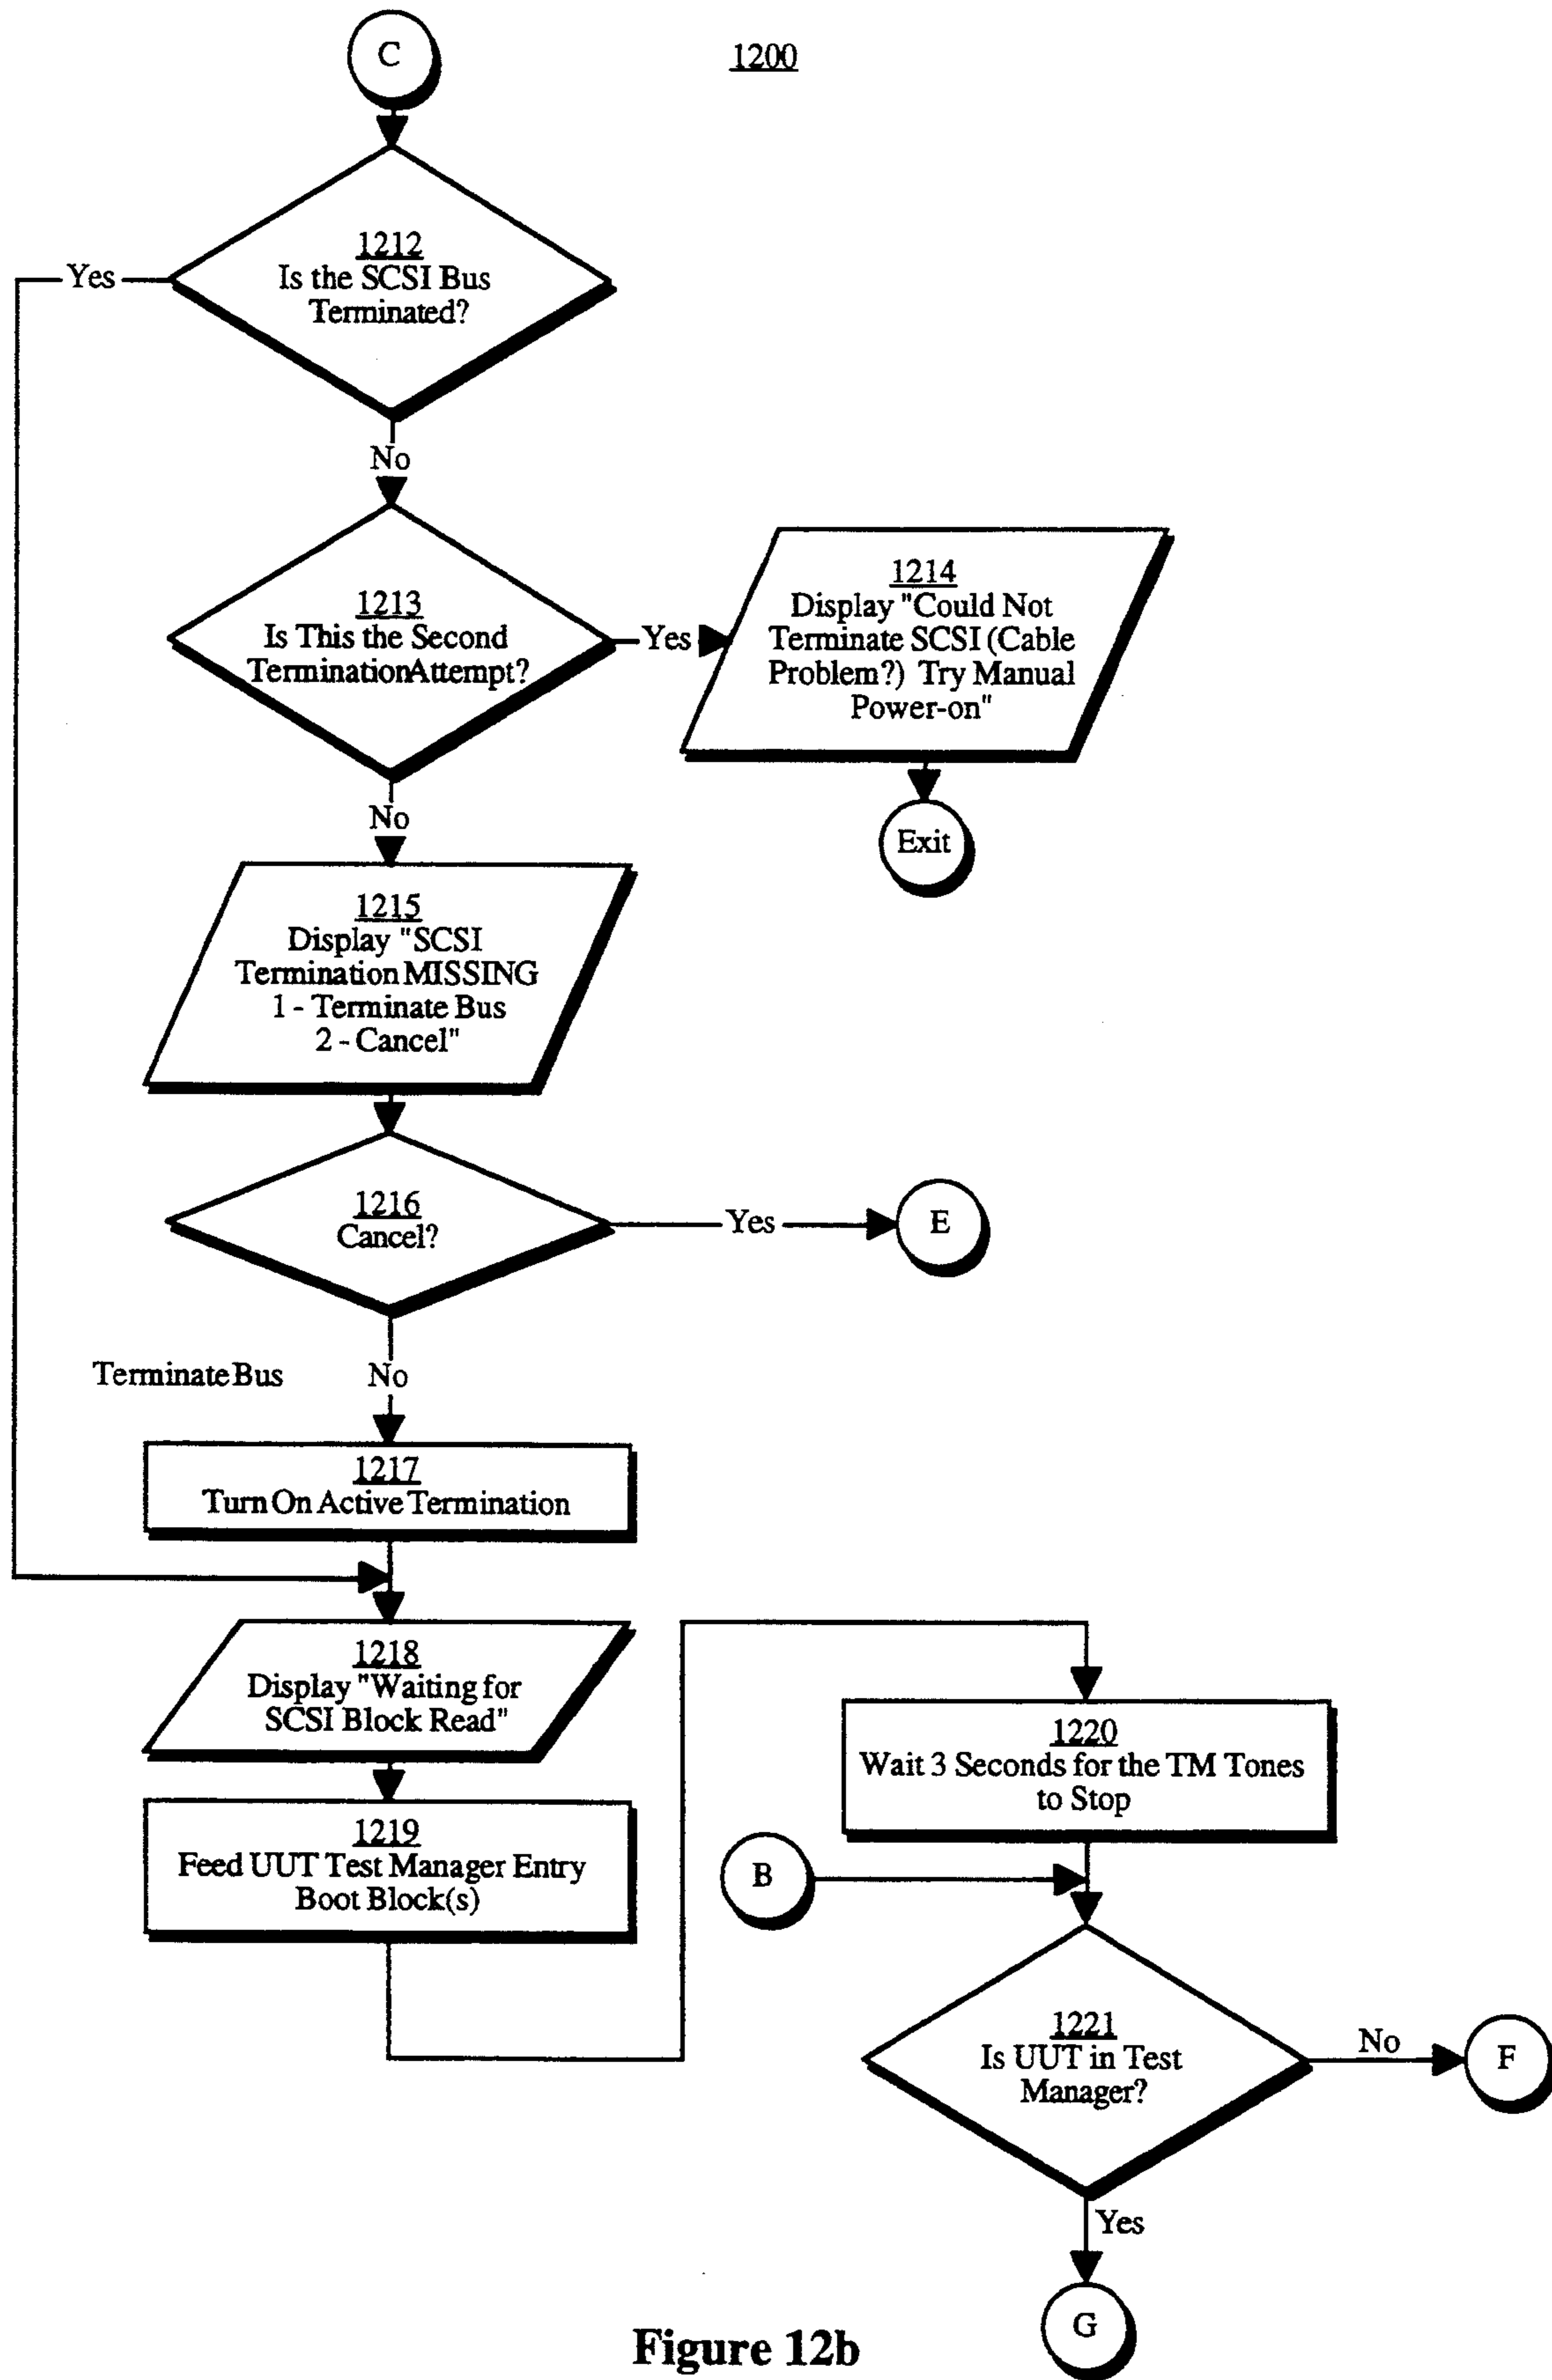 C
1200
1212
Is the SCSI Bus
Terminated?
Yes
No
1213
Is This the Second
Termination Attempt?
Yes
1214
Display "Could Not
Terminate SCSI (Cable
Problem?) Try Manual
Power-on"
Exit
No
1215
Display "SCSI
Termination MISSING
1 - Terminate Bus
2 - Cancel"
1216
Cancel?
Yes
E
Terminate Bus
No
1217
Turn On Active Termination
1218
Display "Waiting for
SCSI Block Read"
1219
Feed UUT Test Manager Entry
Boot Block(s)
1220
Wait 3 Seconds for the TM Tones
to Stop
B
1221
Is UUT in Test
Manager?
No
F
Yes
G
Figure 12b